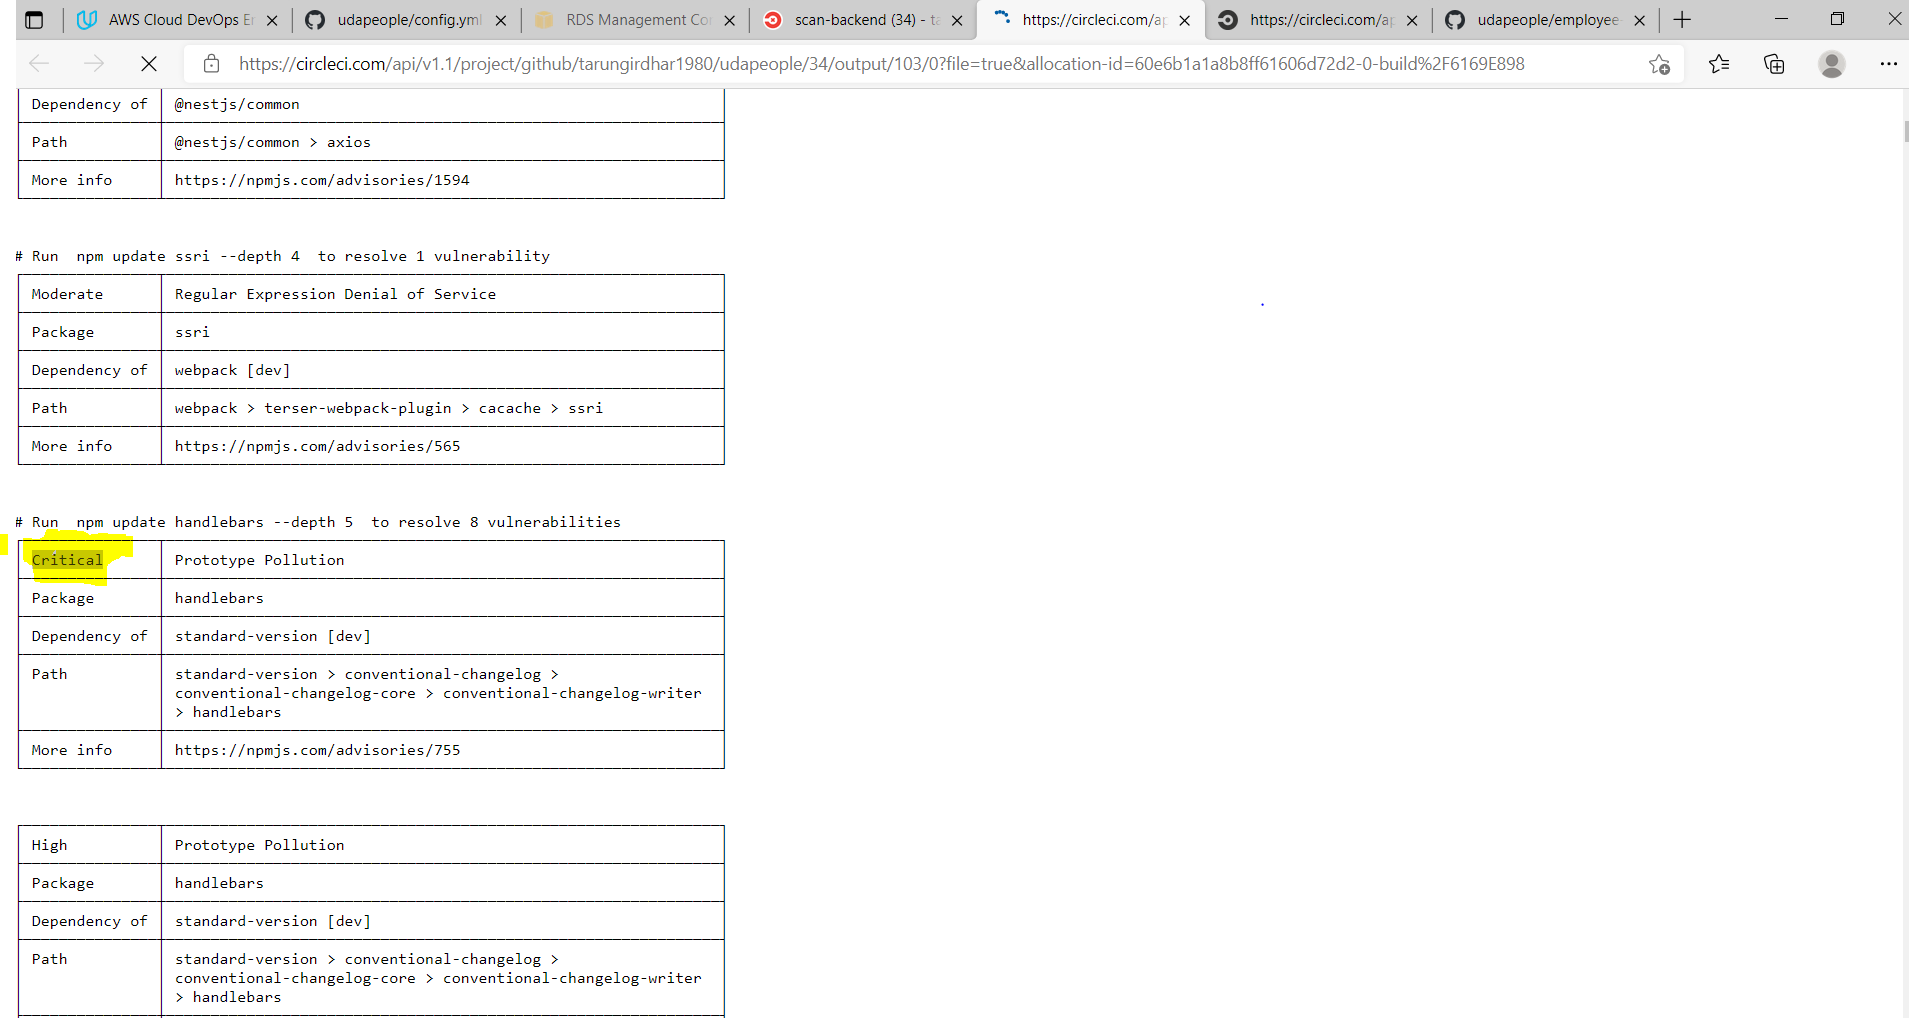 AWS Cloud DevOps En
udapeople/config.yml
RDS Management Con
scan-backend (34) - ta
https://circleci.com/ap
https://circleci.com/ap
udapeople/employee
https://circleci.com/api/v1.1/project/github/tarungirdhar1980/udapeople/34/output/103/0?file=true&allocation-id=60e6b1a1a8b8ff61606d72d2-0-build%2F6169E898
Dependency of @nestjs/common
Path @nestjs/common > axios
More info https://npmjs.com/advisories/1594
# Run  npm update ssri --depth 4  to resolve 1 vulnerability
Moderate Regular Expression Denial of Service
Package ssri
Dependency of webpack [dev]
Path webpack > terser-webpack-plugin > cacache > ssri
More info https://npmjs.com/advisories/565
# Run  npm update handlebars --depth 5  to resolve 8 vulnerabilities
Critical Prototype Pollution
Package handlebars
Dependency of standard-version [dev]
Path standard-version > conventional-changelog >
conventional-changelog-core > conventional-changelog-writer
> handlebars
More info https://npmjs.com/advisories/755
High Prototype Pollution
Package handlebars
Dependency of standard-version [dev]
Path standard-version > conventional-changelog >
conventional-changelog-core > conventional-changelog-writer
> handlebars